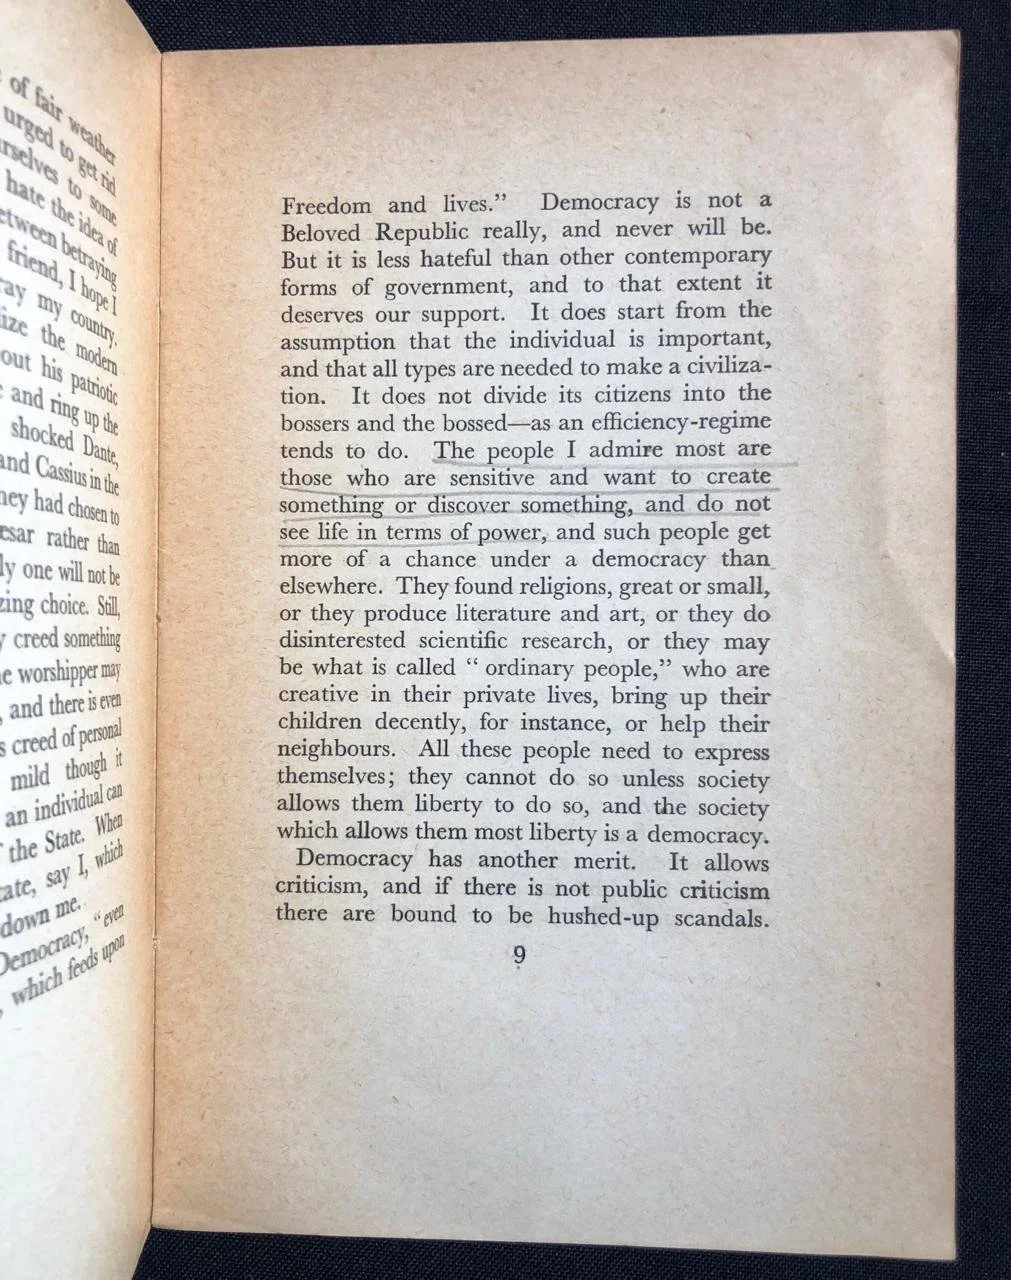 of fair weather
urged to get rid
to some
hate the idea of
between betraying
friend, I hope I
my country.
the modern
out his patriotic
and ring up the
shocked Dante,
and Cassius in the
they had chosen to
rather than
one will not be
choice. Still,
creed something
worshipper may
, and there is even
creed of personal
mild though it
an individual can
the State. When
say I, which
down me.
Democracy, “even
which feeds upon
Freedom and lives.” Democracy is not a
Beloved Republic really, and never will be.
But it is less hateful than other contemporary
forms of government, and to that extent it
deserves our support. It does start from the
assumption that the individual is important,
and that all types are needed to make a civiliza-
tion. It does not divide its citizens into the
bossers and the bossed—as an efficiency-regime
tends to do. The people I admire most are
those who are sensitive and want to create
something or discover something, and do not
see life in terms of power, and such people get
more of a chance under a democracy than
elsewhere. They found religions, great or small,
or they produce literature and art, or they do
disinterested scientific research, or they may
be what is called “ ordinary people,” who are
creative in their private lives, bring up their
children decently, for instance, or help their
neighbours. All these people need to express
themselves; they cannot do so unless society
allows them liberty to do so, and the society
which allows them most liberty is a democracy.
Democracy has another merit. It allows
criticism, and if there is not public criticism
there are bound to be hushed-up scandals.
9